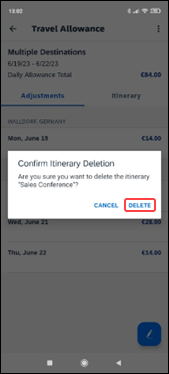 13:02
Travel Allowance
Multiple Destinations
6/19/23 - 6/22/23
Daily Allowance Total €84.00
Adjustments Itinerary
WALLDORF, GERMANY
Mon, June 19 €14.00
Confirm Itinerary Deletion
Are you sure you want to delete the itinerary
"Sales Conference"?
CANCEL DELETE
Wed, June 21 €28.00
Thu, June 22 €14.00